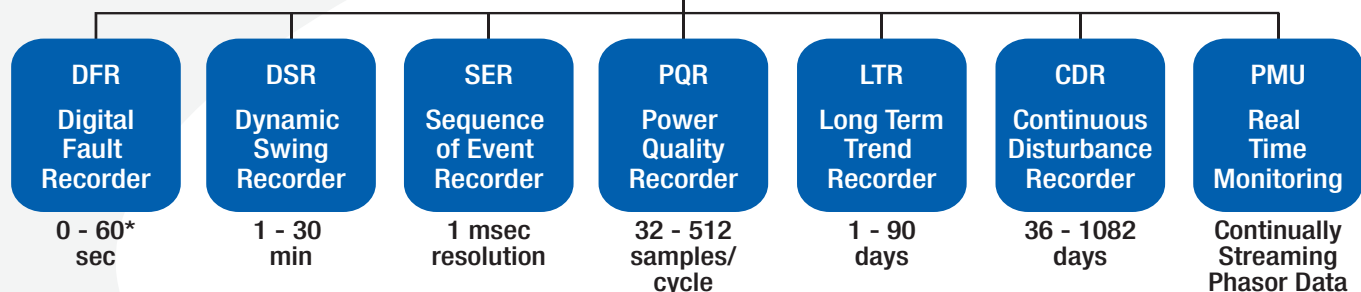 DFR
Digital
Fault
Recorder
0 - 60*
sec
DSR
Dynamic
Swing
Recorder
1 - 30
min
SER
Sequence
of Event
Recorder
1 msec
resolution
PQR
Power
Quality
Recorder
32 - 512
samples/
cycle
LTR
Long Term
Trend
Recorder
1 - 90
days
CDR
Continuous
Disturbance
Recorder
36 - 1082
days
PMU
Real
Time
Monitoring
Continually
Streaming
Phasor Data